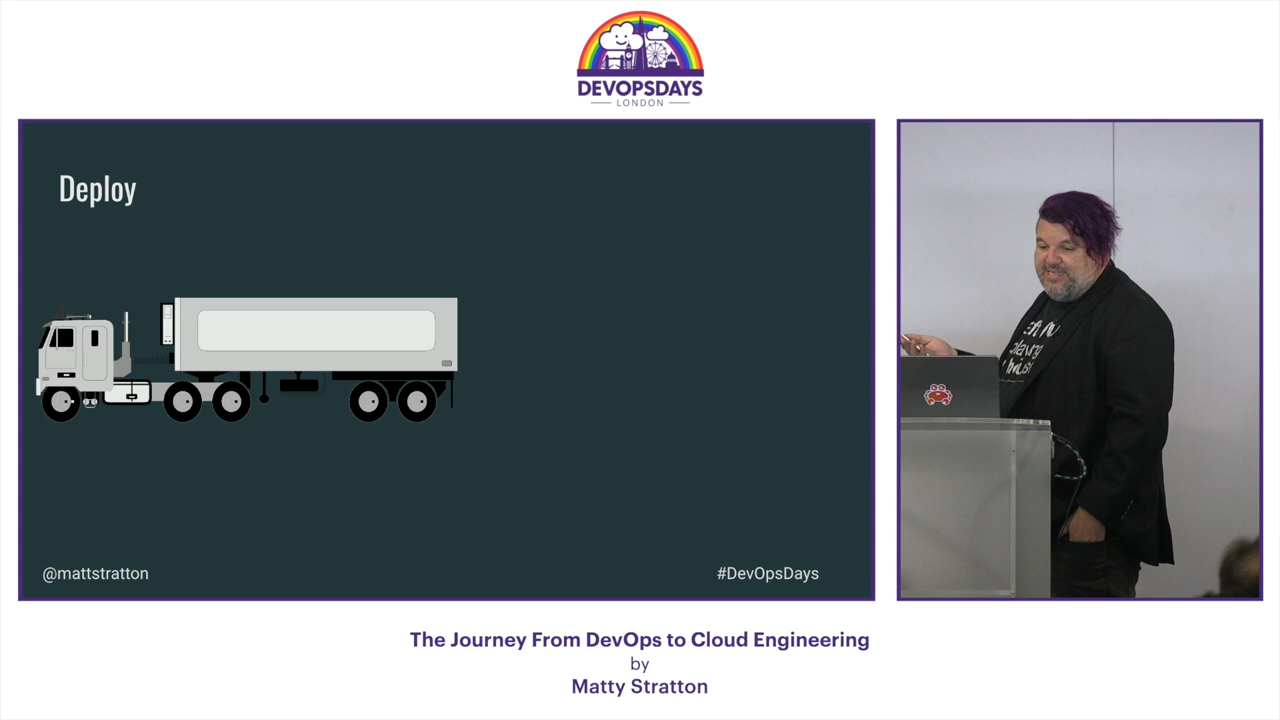 DEVOPSDAYS
LONDON
Deploy
@mattstratton
#DevOpsDays
The Journey From DevOps to Cloud Engineering
by
Matty Stratton